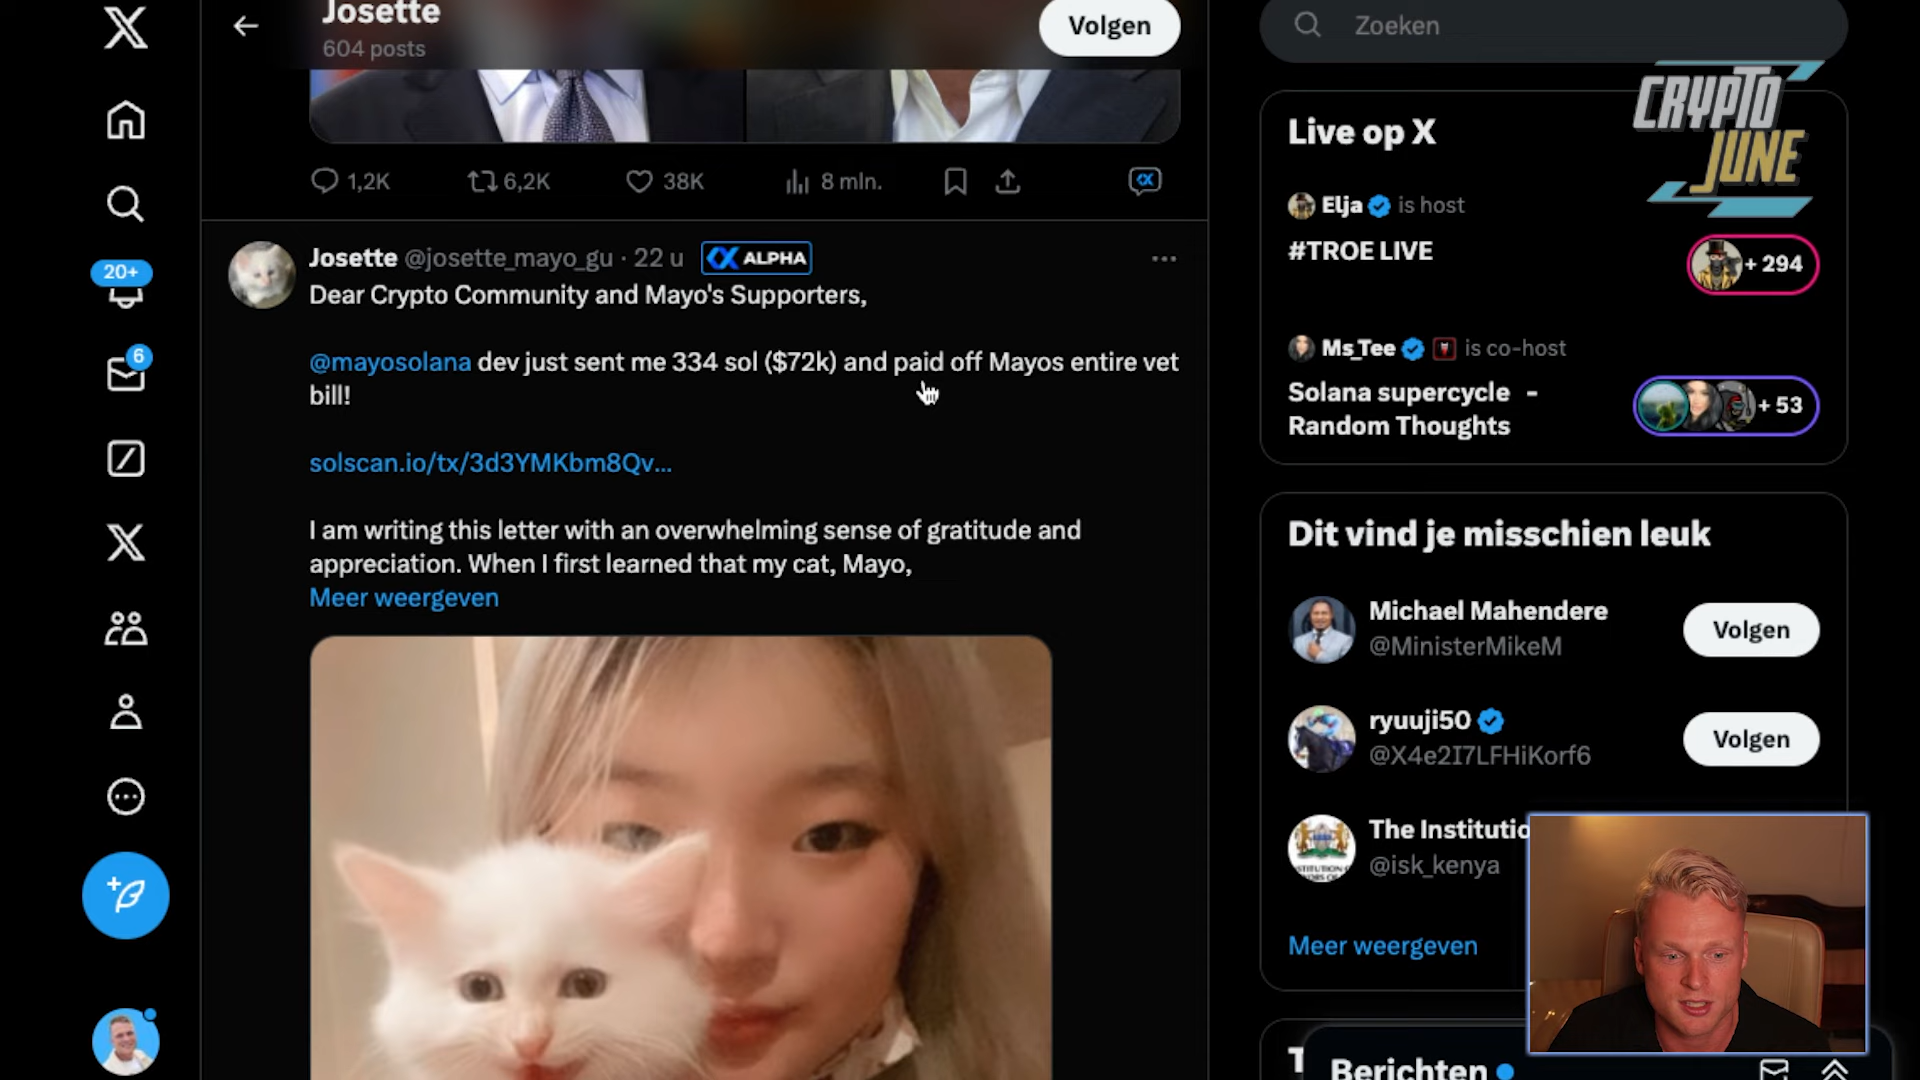 Josette
604 posts
Volgen
1,2K
6,2K
38K
8 mln.
20+
6
Josette @josette_mayo_gu · 22 u ALPHA
Dear Crypto Community and Mayo's Supporters,
@mayosolana dev just sent me 334 sol ($72k) and paid off Mayos entire vet
bill!
solscan.io/tx/3d3YMKbm8Qv...
I am writing this letter with an overwhelming sense of gratitude and
appreciation. When I first learned that my cat, Mayo,
Meer weergeven
Zoeken
CRYPTO
JUNE
Live op X
Elja is host
#TROE LIVE
+ 294
Ms_Tee is co-host
Solana supercycle -
Random Thoughts
+ 53
Dit vind je misschien leuk
Michael Mahendere
@MinisterMikeM
Volgen
ryuuji50
@X4e2I7LFHiKorf6
Volgen
The Institutio
@isk_kenya
Meer weergeven
Berichten